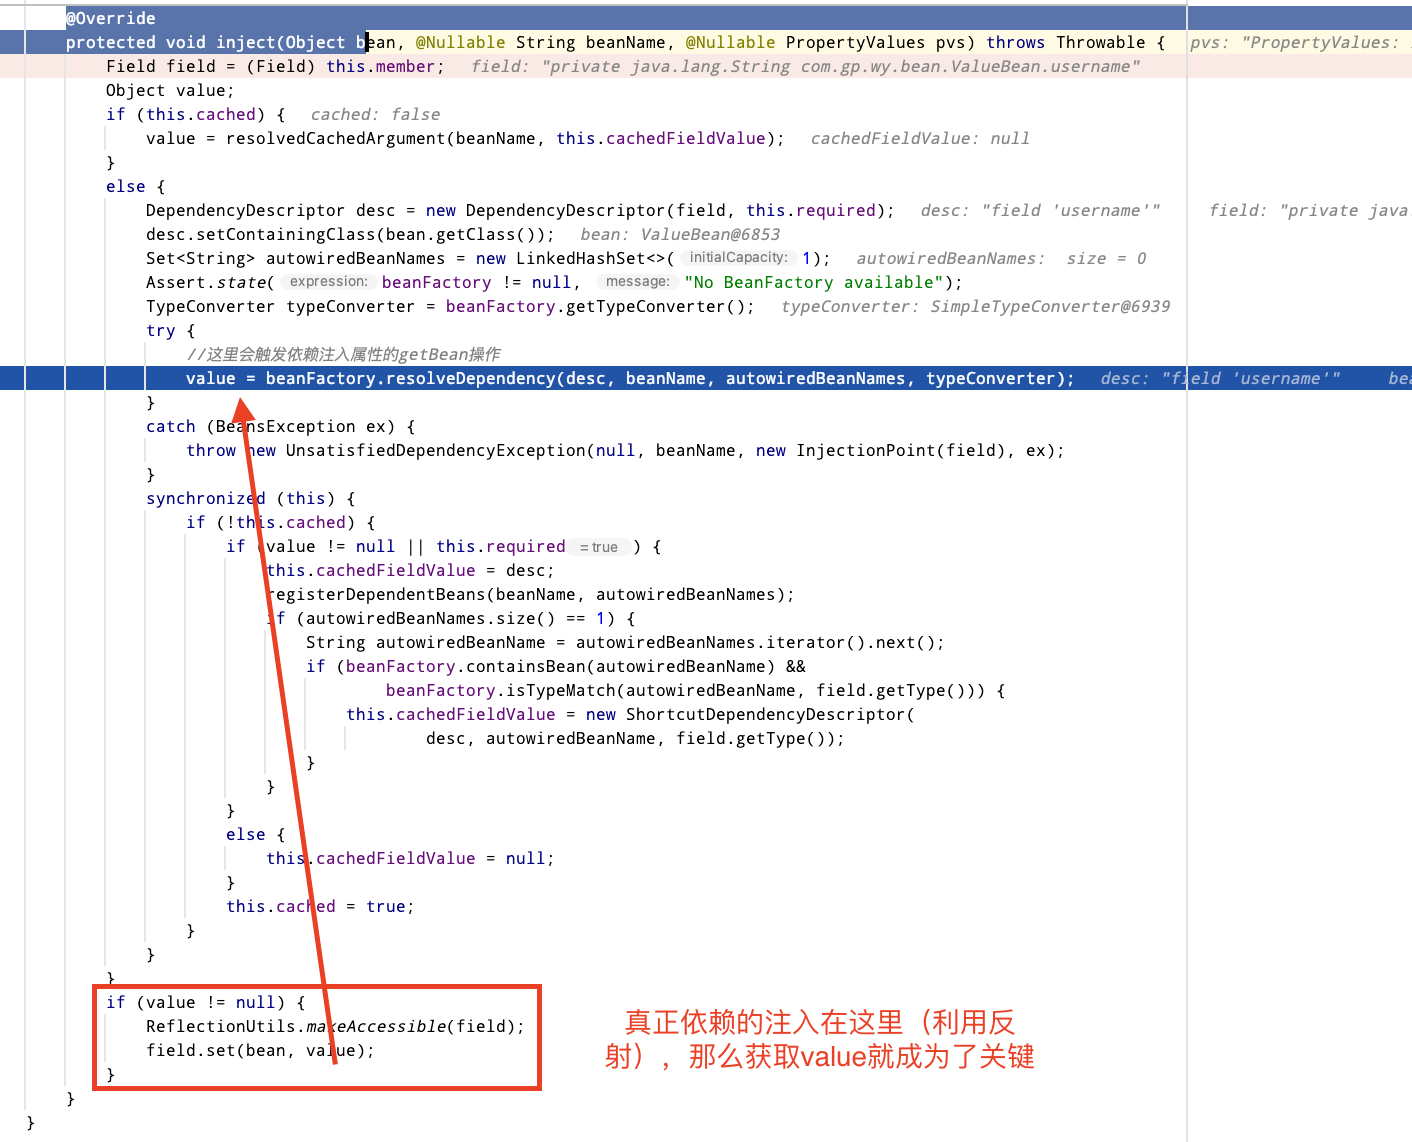 @Override
protected void inject(Object bean, @Nullable String beanName, @Nullable PropertyValues pvs) throws Throwable {  pvs: "PropertyValues:
Field field = (Field) this.member;  field: "private java.lang.String com.gp.wy.bean.ValueBean.username"
Object value;
if (this.cached) {  cached: false
value = resolvedCachedArgument(beanName, this.cachedFieldValue);  cachedFieldValue: null
}
else {
DependencyDescriptor desc = new DependencyDescriptor(field, this.required);  desc: "field 'username'"  field: "private java.
desc.setContainingClass(bean.getClass());  bean: ValueBean@6853
Set<String> autowiredBeanNames = new LinkedHashSet<>( initialCapacity: 1);  autowiredBeanNames:  size = 0
Assert.state( expression: beanFactory != null,  message: "No BeanFactory available");
TypeConverter typeConverter = beanFactory.getTypeConverter();  typeConverter: SimpleTypeConverter@6939
try {
//这里会触发依赖注入属性的getBean操作
value = beanFactory.resolveDependency(desc, beanName, autowiredBeanNames, typeConverter);  desc: "field 'username'"  bea
}
catch (BeansException ex) {
throw new UnsatisfiedDependencyException(null, beanName, new InjectionPoint(field), ex);
}
synchronized (this) {
if (!this.cached) {
if (value != null || this.required = true ) {
this.cachedFieldValue = desc;
registerDependentBeans(beanName, autowiredBeanNames);
if (autowiredBeanNames.size() == 1) {
String autowiredBeanName = autowiredBeanNames.iterator().next();
if (beanFactory.containsBean(autowiredBeanName) &&
beanFactory.isTypeMatch(autowiredBeanName, field.getType())) {
this.cachedFieldValue = new ShortcutDependencyDescriptor(
desc, autowiredBeanName, field.getType());
}
}
}
else {
this.cachedFieldValue = null;
}
this.cached = true;
}
}
}
if (value != null) {
ReflectionUtils.makeAccessible(field);
field.set(bean, value);
}
真正依赖的注入在这里（利用反
射），那么获取value就成为了关键
}
}